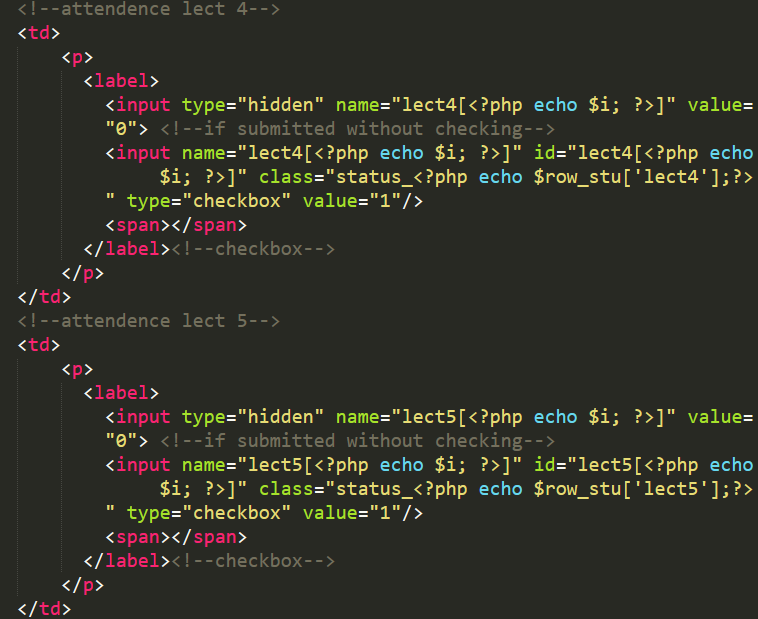 <!--attendence lect 4-->
<td>
<p>
<label>
<input type="hidden" name="lect4[<?php echo $i; ?>]" value=
"0"> <!--if submitted without checking-->
<input name="lect4[<?php echo $i; ?>]" id="lect4[<?php echo
$i; ?>]" class="status_<?php echo $row_stu['lect4'];?>
" type="checkbox" value="1"/>
<span></span>
</label><!--checkbox-->
</p>
</td>
<!--attendence lect 5-->
<td>
<p>
<label>
<input type="hidden" name="lect5[<?php echo $i; ?>]" value=
"0"> <!--if submitted without checking-->
<input name="lect5[<?php echo $i; ?>]" id="lect5[<?php echo
$i; ?>]" class="status_<?php echo $row_stu['lect5'];?>
" type="checkbox" value="1"/>
<span></span>
</label><!--checkbox-->
</p>
</td>